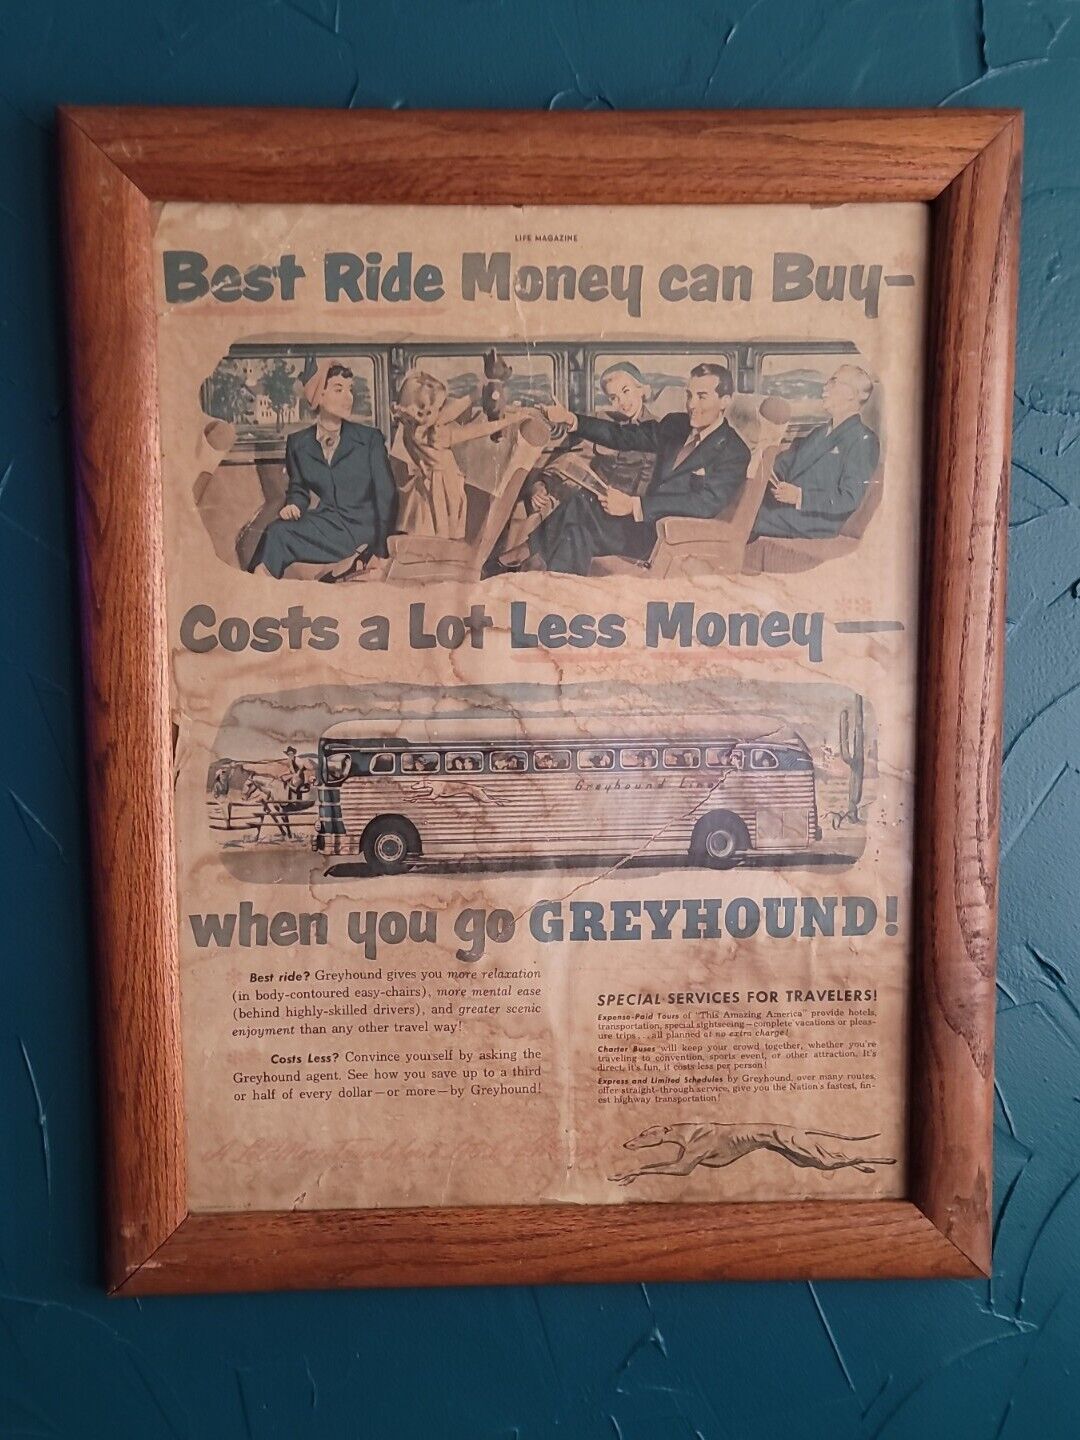 LIFE MAGAZINE
Best Ride Money can Buy—
Costs a Lot Less Money—
Greyhound Lines
when you go GREYHOUND!
Best ride? Greyhound gives you more relaxation
(in body-contoured easy-chairs), more mental ease
(behind highly-skilled drivers), and greater scenic
enjoyment than any other travel way!
Costs Less? Convince yourself by asking the
Greyhound agent. See how you save up to a third
or half of every dollar—or more—by Greyhound!
SPECIAL SERVICES FOR TRAVELERS!
Expense-Paid Tours of "This Amazing America" provide hotels,
transportation, special sightseeing—complete vacations or pleas-
ure trips...all planned at no extra charge!
Charter Buses will keep your crowd together, whether you're
traveling to convention, sports event, or other attraction. It's
direct, it's fun, it costs less per person!
Express and Limited Schedules by Greyhound, over many routes,
offer straight-through service, give you the Nation's fastest, fin-
est highway transportation!